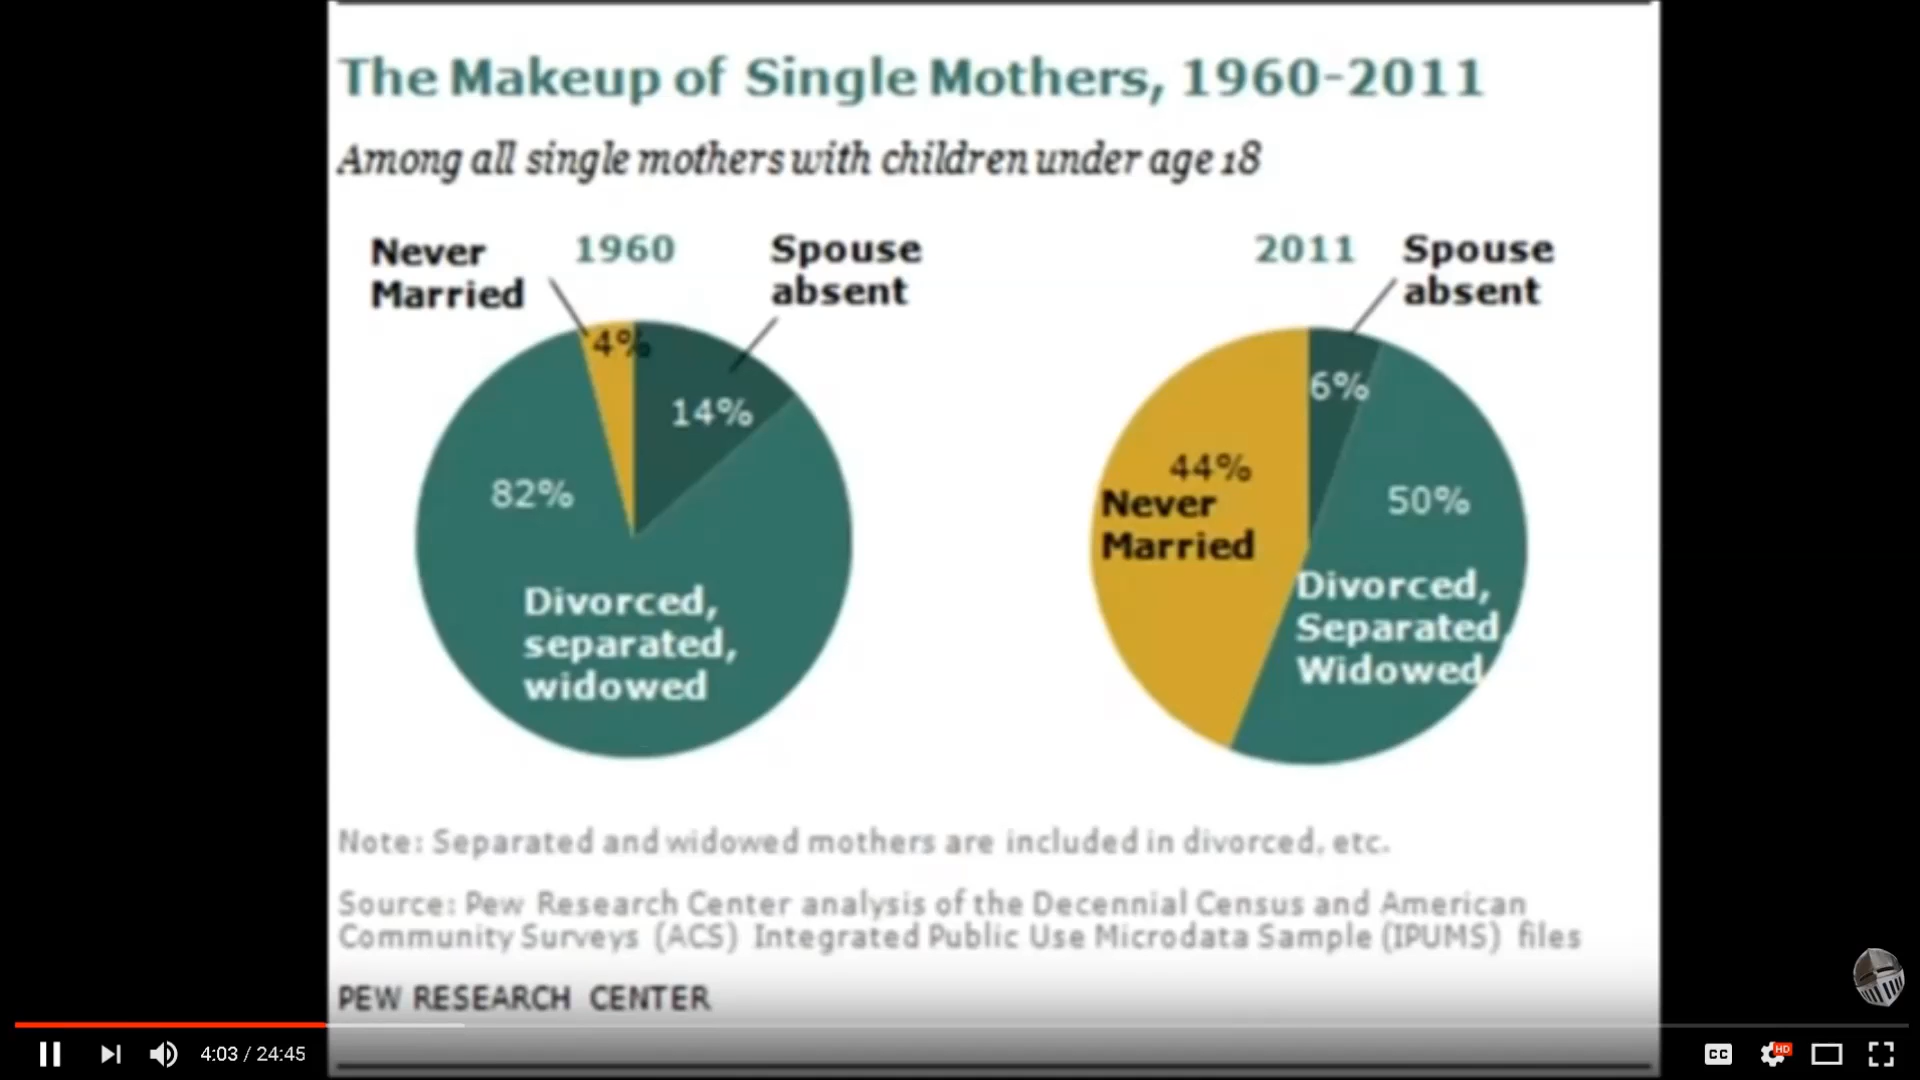 The Makeup of Single Mothers, 1960-2011
Among all single mothers with children under age 18
Never
Married
1960
Spouse
absent
4%
14%
82%
Divorced,
separated,
widowed
2011
Spouse
absent
6%
44%
Never
Married
50%
Divorced,
Separated,
Widowed
Note: Separated and widowed mothers are included in divorced, etc.
Source: Pew Research Center analysis of the Decennial Census and American
Community Surveys (ACS) Integrated Public Use Microdata Sample (IPUMS) files
PEW RESEARCH CENTER
4:03 / 24:45
CC
HD